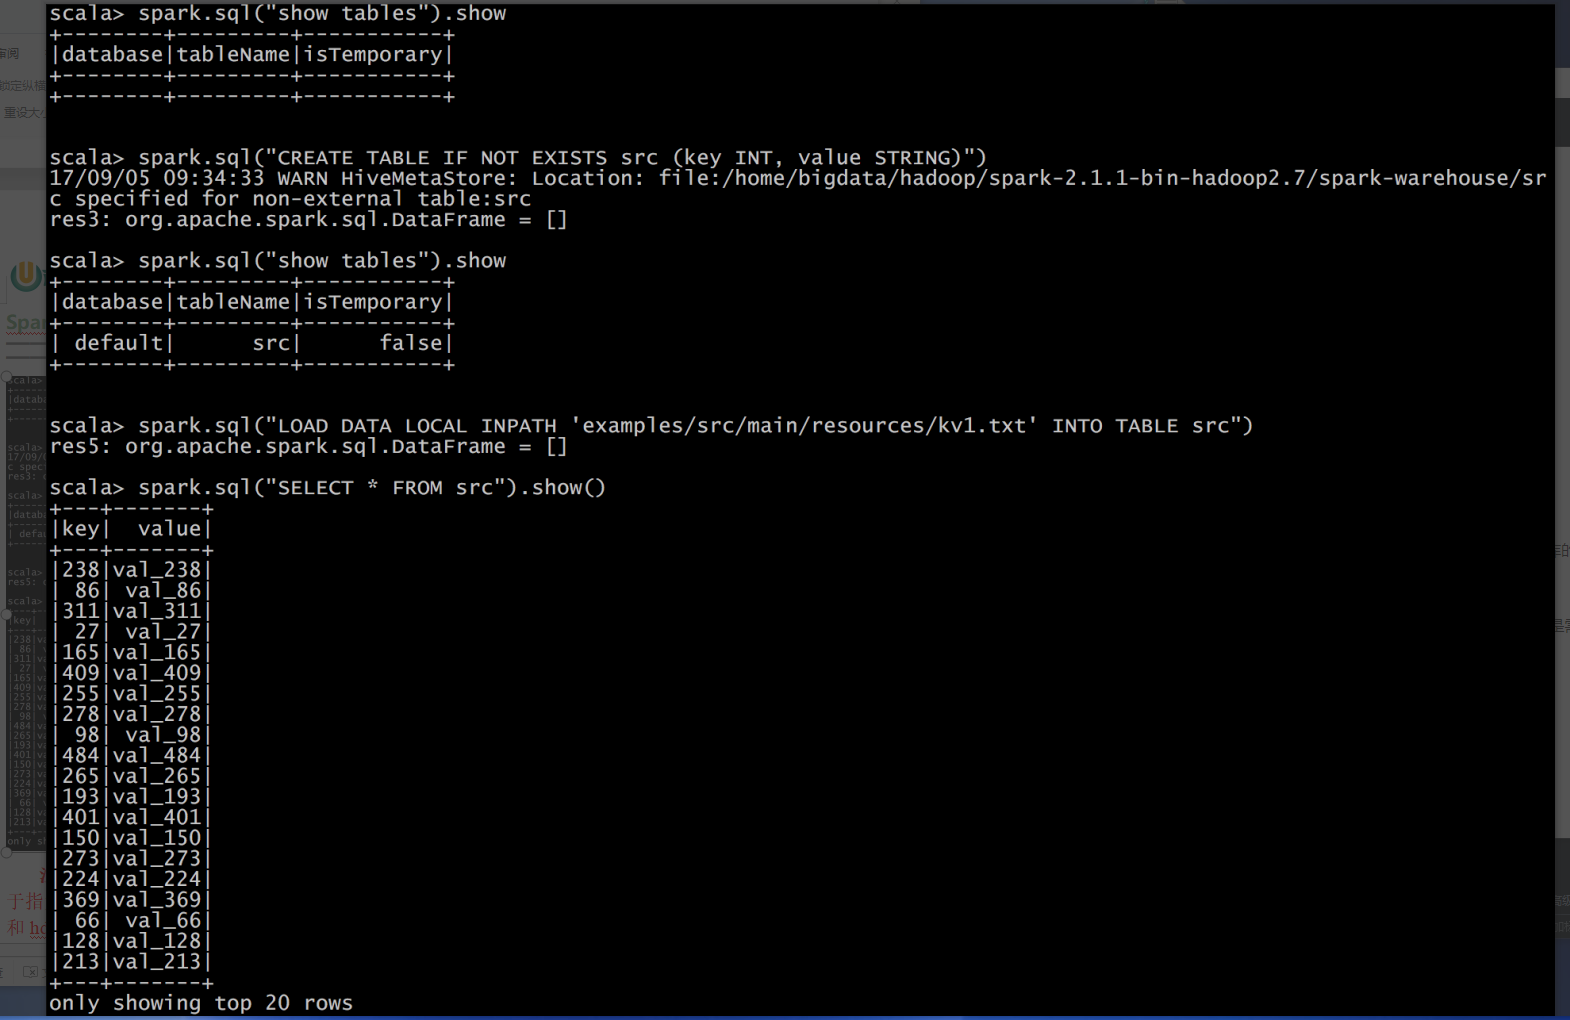 scala> spark.sql("show tables").show
+--------+---------+-----------+
|database|tableName|isTemporary|
+--------+---------+-----------+
+--------+---------+-----------+
scala> spark.sql("CREATE TABLE IF NOT EXISTS src (key INT, value STRING)")
17/09/05 09:34:33 WARN HiveMetaStore: Location: file:/home/bigdata/hadoop/spark-2.1.1-bin-hadoop2.7/spark-warehouse/sr
c specified for non-external table:src
res3: org.apache.spark.sql.DataFrame = []
scala> spark.sql("show tables").show
+--------+---------+-----------+
|database|tableName|isTemporary|
+--------+---------+-----------+
| default|      src|      false|
+--------+---------+-----------+
scala> spark.sql("LOAD DATA LOCAL INPATH 'examples/src/main/resources/kv1.txt' INTO TABLE src")
res5: org.apache.spark.sql.DataFrame = []
scala> spark.sql("SELECT * FROM src").show()
+---+-------+
|key|  value|
+---+-------+
|238|val_238|
| 86| val_86|
|311|val_311|
| 27| val_27|
|165|val_165|
|409|val_409|
|255|val_255|
|278|val_278|
| 98| val_98|
|484|val_484|
|265|val_265|
|193|val_193|
|401|val_401|
|150|val_150|
|273|val_273|
|224|val_224|
|369|val_369|
| 66| val_66|
|128|val_128|
|213|val_213|
+---+-------+
only showing top 20 rows